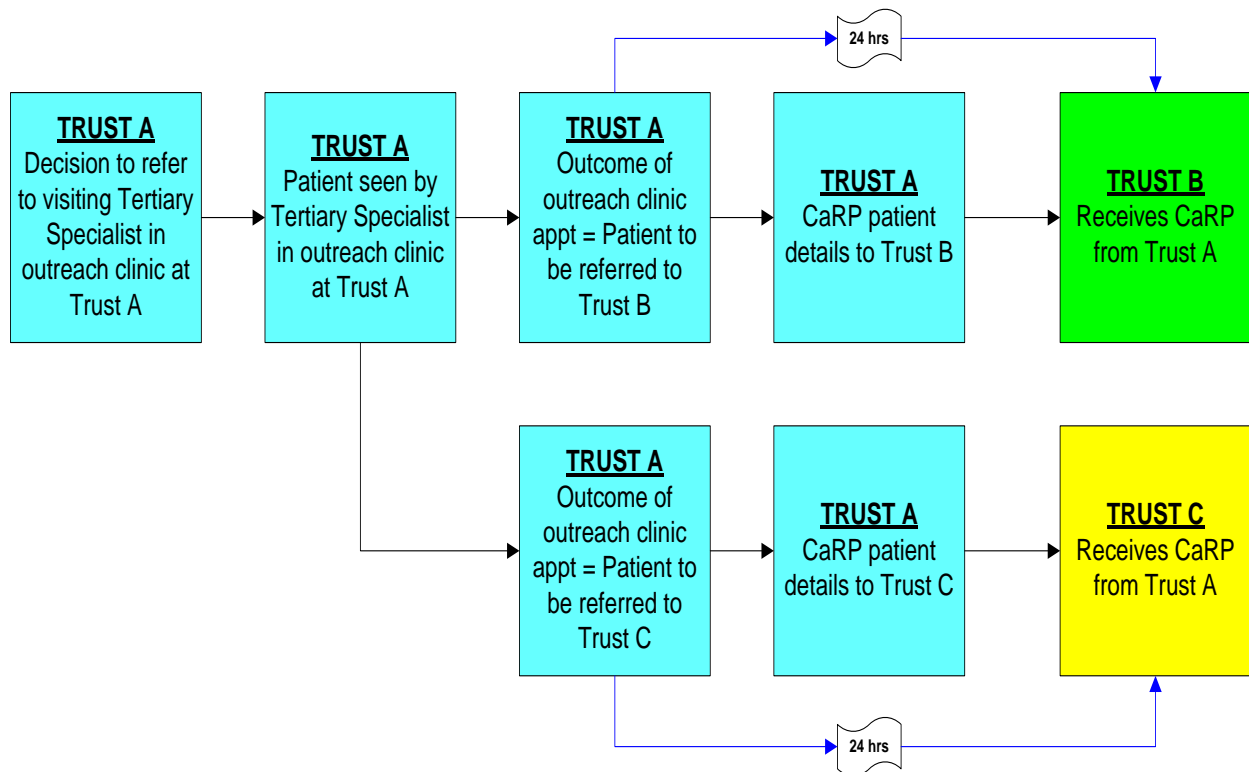 24 hrs
TRUST A
Decision to refer
to visiting Tertiary
Specialist in
outreach clinic at
Trust A
TRUST A
Patient seen by
Tertiary Specialist
in outreach clinic
at Trust A
TRUST A
Outcome of
outreach clinic
appt = Patient to
be referred to
Trust B
TRUST A
CaRP patient
details to Trust B
TRUST B
Receives CaRP
from Trust A
TRUST A
Outcome of
outreach clinic
appt = Patient to
be referred to
Trust C
TRUST A
CaRP patient
details to Trust C
TRUST C
Receives CaRP
from Trust A
24 hrs